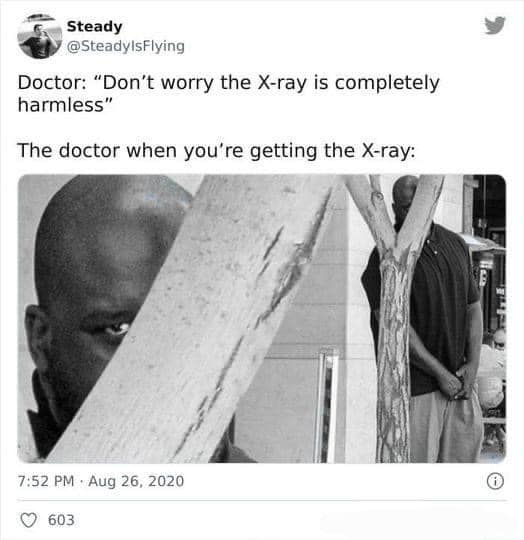 Steady
@SteadyIsFlying
Doctor: “Don’t worry the X-ray is completely
harmless”
The doctor when you’re getting the X-ray:
7:52 PM · Aug 26, 2020
603